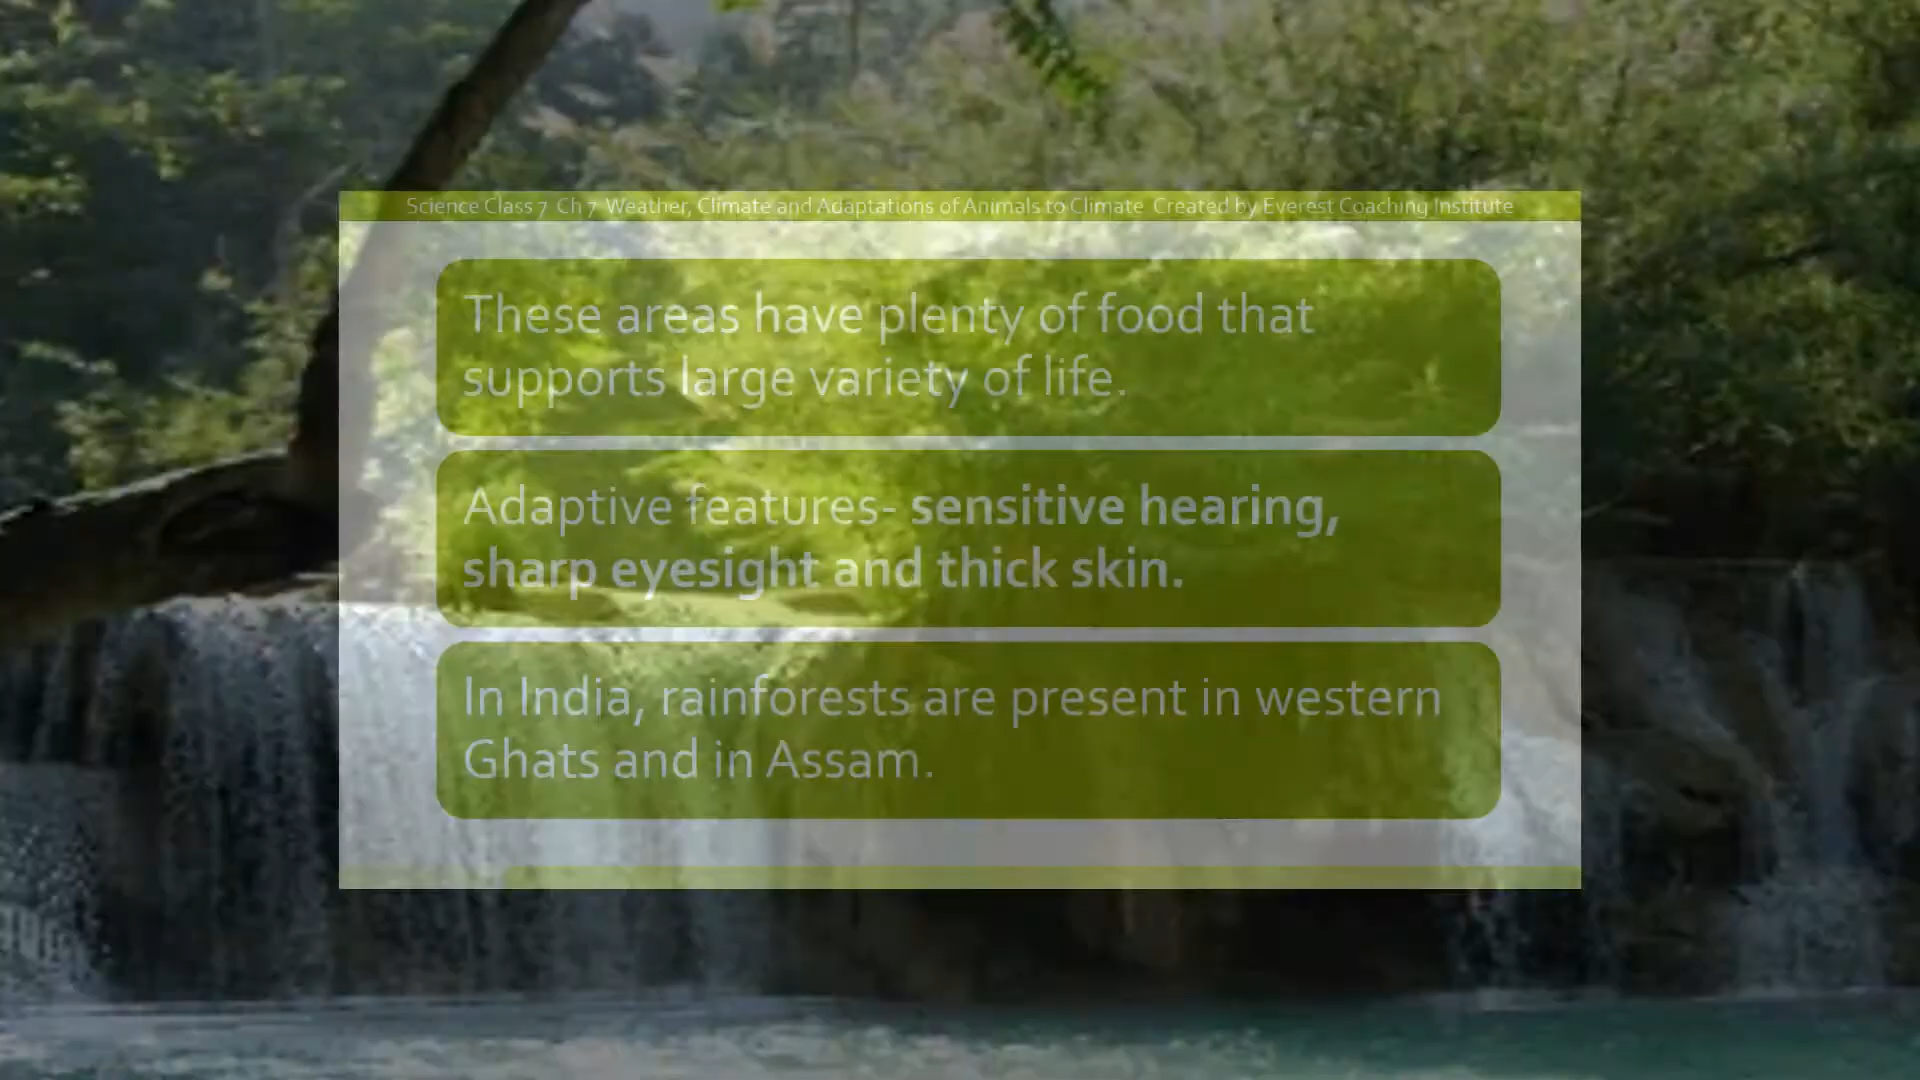 Science Class 7 Ch 7 Weather, Climate and Adaptations of Animals to Climate Created by Everest Coaching Institute
These areas have plenty of food that
supports large variety of life.
Adaptive features- sensitive hearing,
sharp eyesight and thick skin.
In India, rainforests are present in western
Ghats and in Assam.